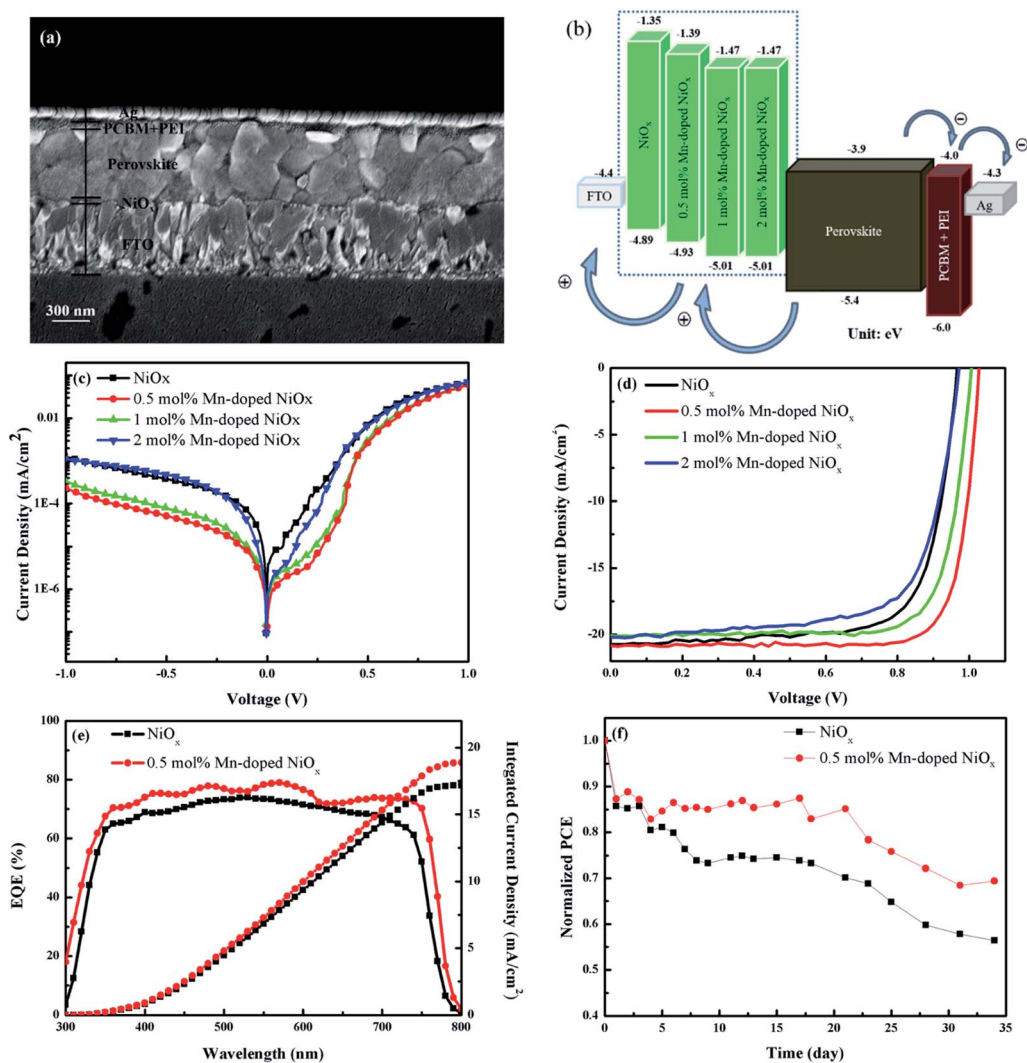 (a)
Ag
PCBM+PEI
Perovskite
NiOx
FTO
300 nm
(b)
-1.35
-1.39
-1.47
-1.47
NiOx
0.5 mol% Mn-doped NiOx
1 mol% Mn-doped NiOx
2 mol% Mn-doped NiOx
-4.4
FTO
-4.89
-4.93
-5.01
-5.01
-3.9
Perovskite
-5.4
-4.0
PCBM + PEI
-6.0
-4.3
Ag
⊕
⊕
⊖
⊖
Unit: eV
(c)
NiOx
0.5 mol% Mn-doped NiOx
1 mol% Mn-doped NiOx
2 mol% Mn-doped NiOx
0.01
1E-4
1E-6
Current Density (mA/cm²)
-1.0 -0.5 0.0 0.5 1.0
Voltage (V)
(d)
NiOx
0.5 mol% Mn-doped NiOx
1 mol% Mn-doped NiOx
2 mol% Mn-doped NiOx
0
-5
-10
-15
-20
Current Density (mA/cm²)
0.0 0.2 0.4 0.6 0.8 1.0
Voltage (V)
(e)
NiOx
0.5 mol% Mn-doped NiOx
100
80
60
40
20
0
EQE (%)
20
15
10
5
0
Integated Current Density (mA/cm²)
300 400 500 600 700 800
Wavelength (nm)
(f)
NiOx
0.5 mol% Mn-doped NiOx
1.0
0.9
0.8
0.7
0.6
0.5
0.4
Normalized PCE
0 5 10 15 20 25 30 35
Time (day)